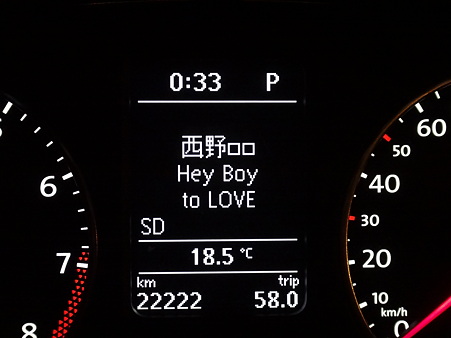 0:33 P
西野□□
Hey Boy
to LOVE
SD
18.5 °C
km trip
22222 58.0
6
7
8
60
50
40
30
20
10
km/h
0